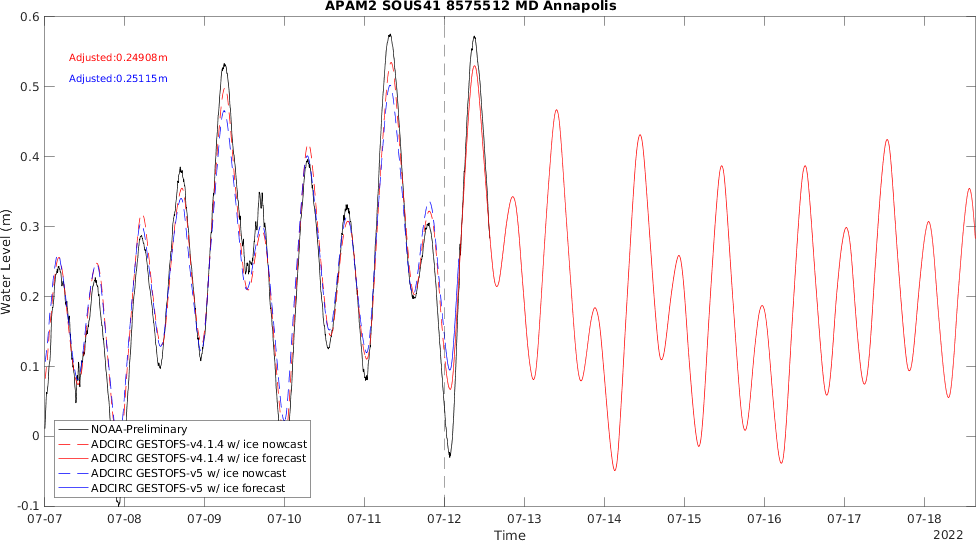 APAM2 SOUS41 8575512 MD Annapolis
0.6
0.5
0.4
0.3
0.2
0.1
0
-0.1
Water Level (m)
Adjusted:0.24908m
Adjusted:0.25115m
NOAA-Preliminary
ADCIRC GESTOFS-v4.1.4 w/ ice nowcast
ADCIRC GESTOFS-v4.1.4 w/ ice forecast
ADCIRC GESTOFS-v5 w/ ice nowcast
ADCIRC GESTOFS-v5 w/ ice forecast
07-07 07-08 07-09 07-10 07-11 07-12 07-13 07-14 07-15 07-16 07-17 07-18
Time
2022